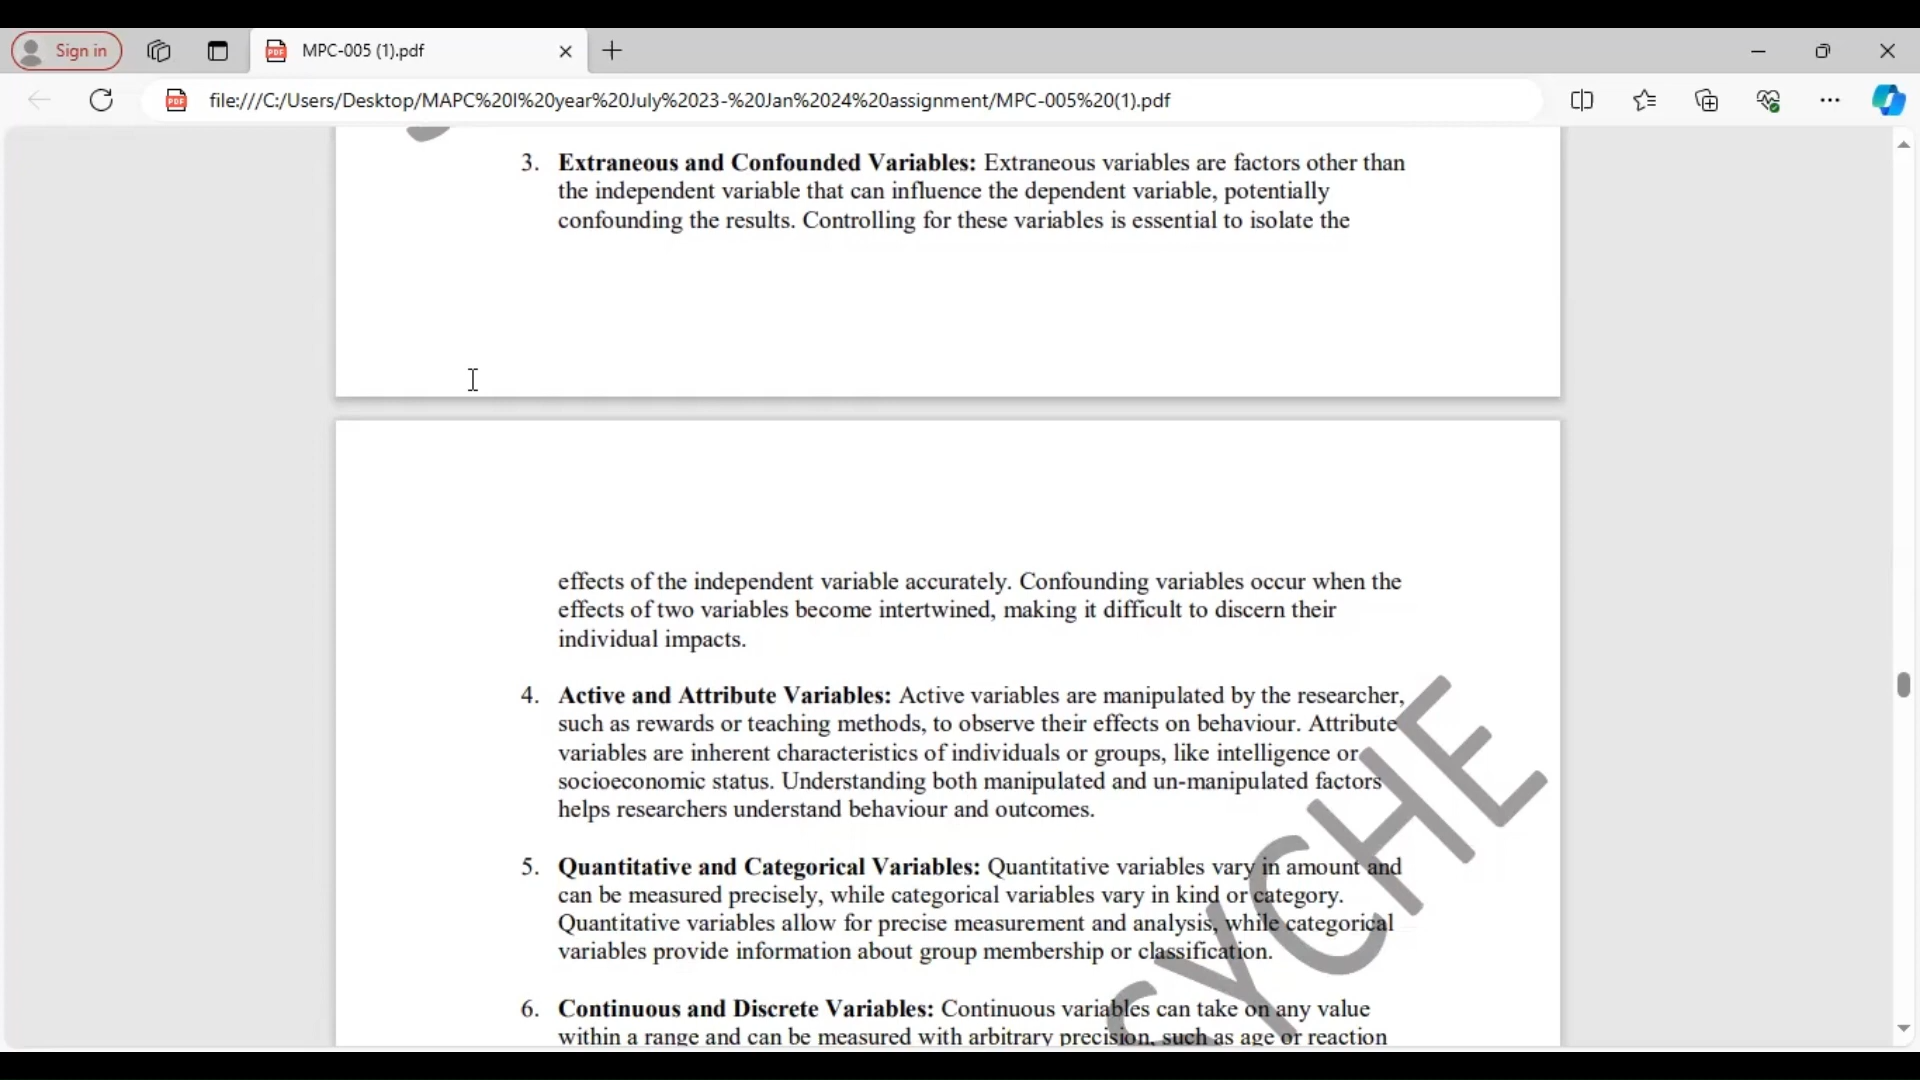 Sign in
MPC-005 (1).pdf
file:///C:/Users/Desktop/MAPC%20I%20year%20July%2023-%20Jan%2024%20assignment/MPC-005%20(1).pdf
3. Extraneous and Confounded Variables: Extraneous variables are factors other than
the independent variable that can influence the dependent variable, potentially
confounding the results. Controlling for these variables is essential to isolate the
effects of the independent variable accurately. Confounding variables occur when the
effects of two variables become intertwined, making it difficult to discern their
individual impacts.
4. Active and Attribute Variables: Active variables are manipulated by the researcher,
such as rewards or teaching methods, to observe their effects on behaviour. Attribute
variables are inherent characteristics of individuals or groups, like intelligence or
socioeconomic status. Understanding both manipulated and un-manipulated factors
helps researchers understand behaviour and outcomes.
5. Quantitative and Categorical Variables: Quantitative variables vary in amount and
can be measured precisely, while categorical variables vary in kind or category.
Quantitative variables allow for precise measurement and analysis, while categorical
variables provide information about group membership or classification.
6. Continuous and Discrete Variables: Continuous variables can take on any value
within a range and can be measured with arbitrary precision, such as age or reaction
YCHE